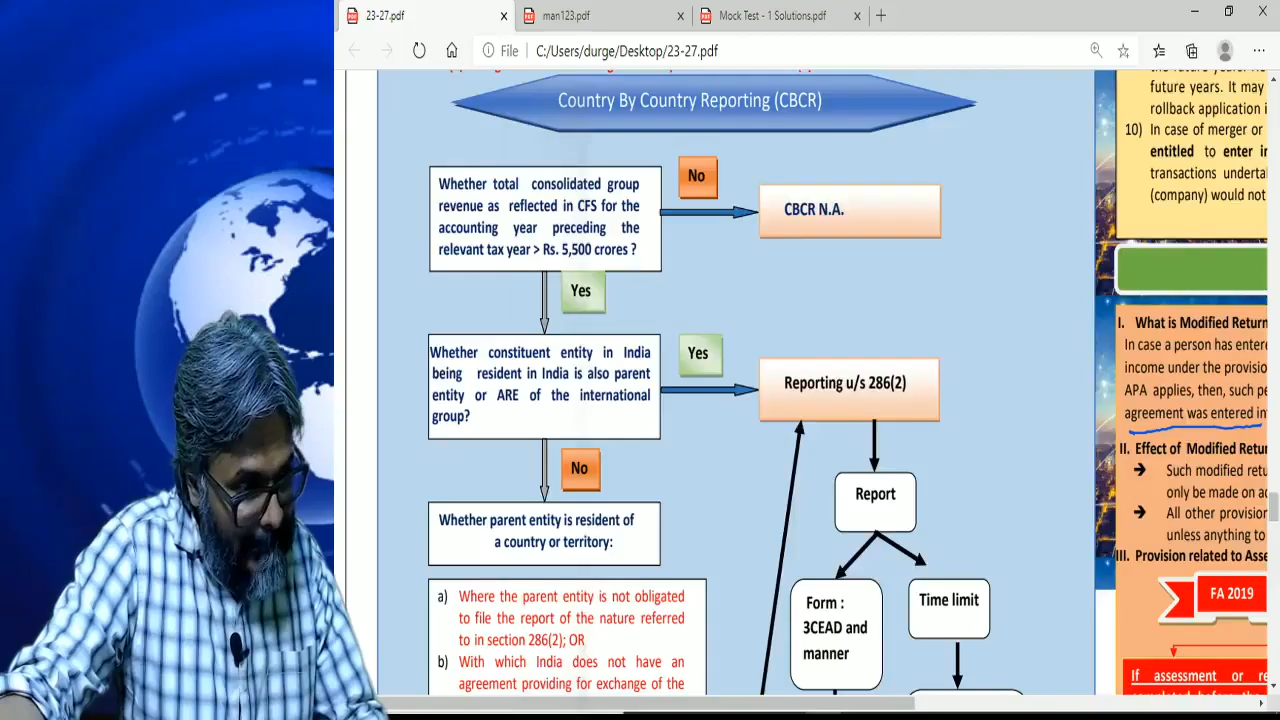 23-27.pdf
man123.pdf
Mock Test - 1 Solutions.pdf
File
C:/Users/durge/Desktop/23-27.pdf
Country By Country Reporting (CBCR)
Whether total consolidated group
revenue as reflected in CFS for the
accounting year preceding the
relevant tax year > Rs. 5,500 crores ?
No
CBCR N.A.
Yes
Whether constituent entity in India
being resident in India is also parent
entity or ARE of the international
group?
Yes
Reporting u/s 286(2)
No
Whether parent entity is resident of
a country or territory:
Report
Form :
3CEAD and
manner
Time limit
a) Where the parent entity is not obligated
to file the report of the nature referred
to in section 286(2); OR
b) With which India does not have an
agreement providing for exchange of the
future years. It may
rollback application i
10) In case of merger or
entitled to enter in
transactions underta
(company) would not
I. What is Modified Return
In case a person has entere
income under the provisio
APA applies, then, such pe
agreement was entered in
II. Effect of Modified Retur
Such modified retu
only be made on ac
All other provision
unless anything to
III. Provision related to Asse
FA 2019
If assessment or re